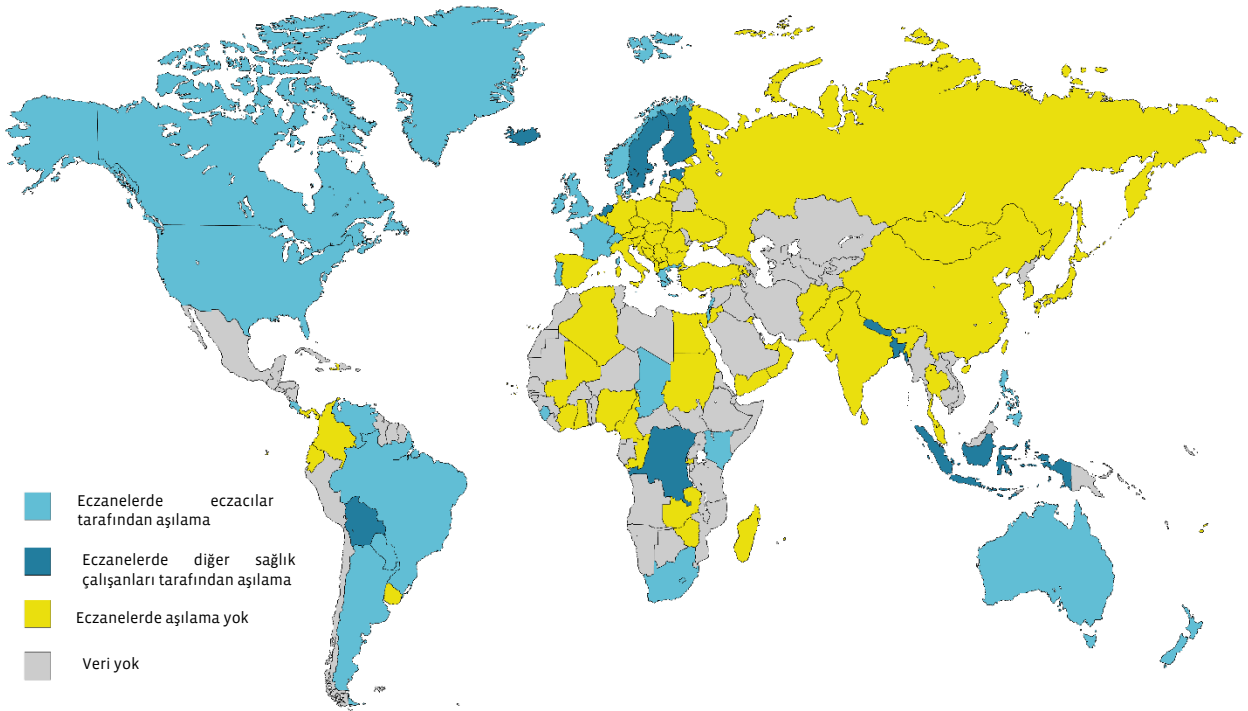 Eczanelerde eczacılar
tarafından aşılama
Eczanelerde diğer sağlık
çalışanları tarafından aşılama
Eczanelerde aşılama yok
Veri yok